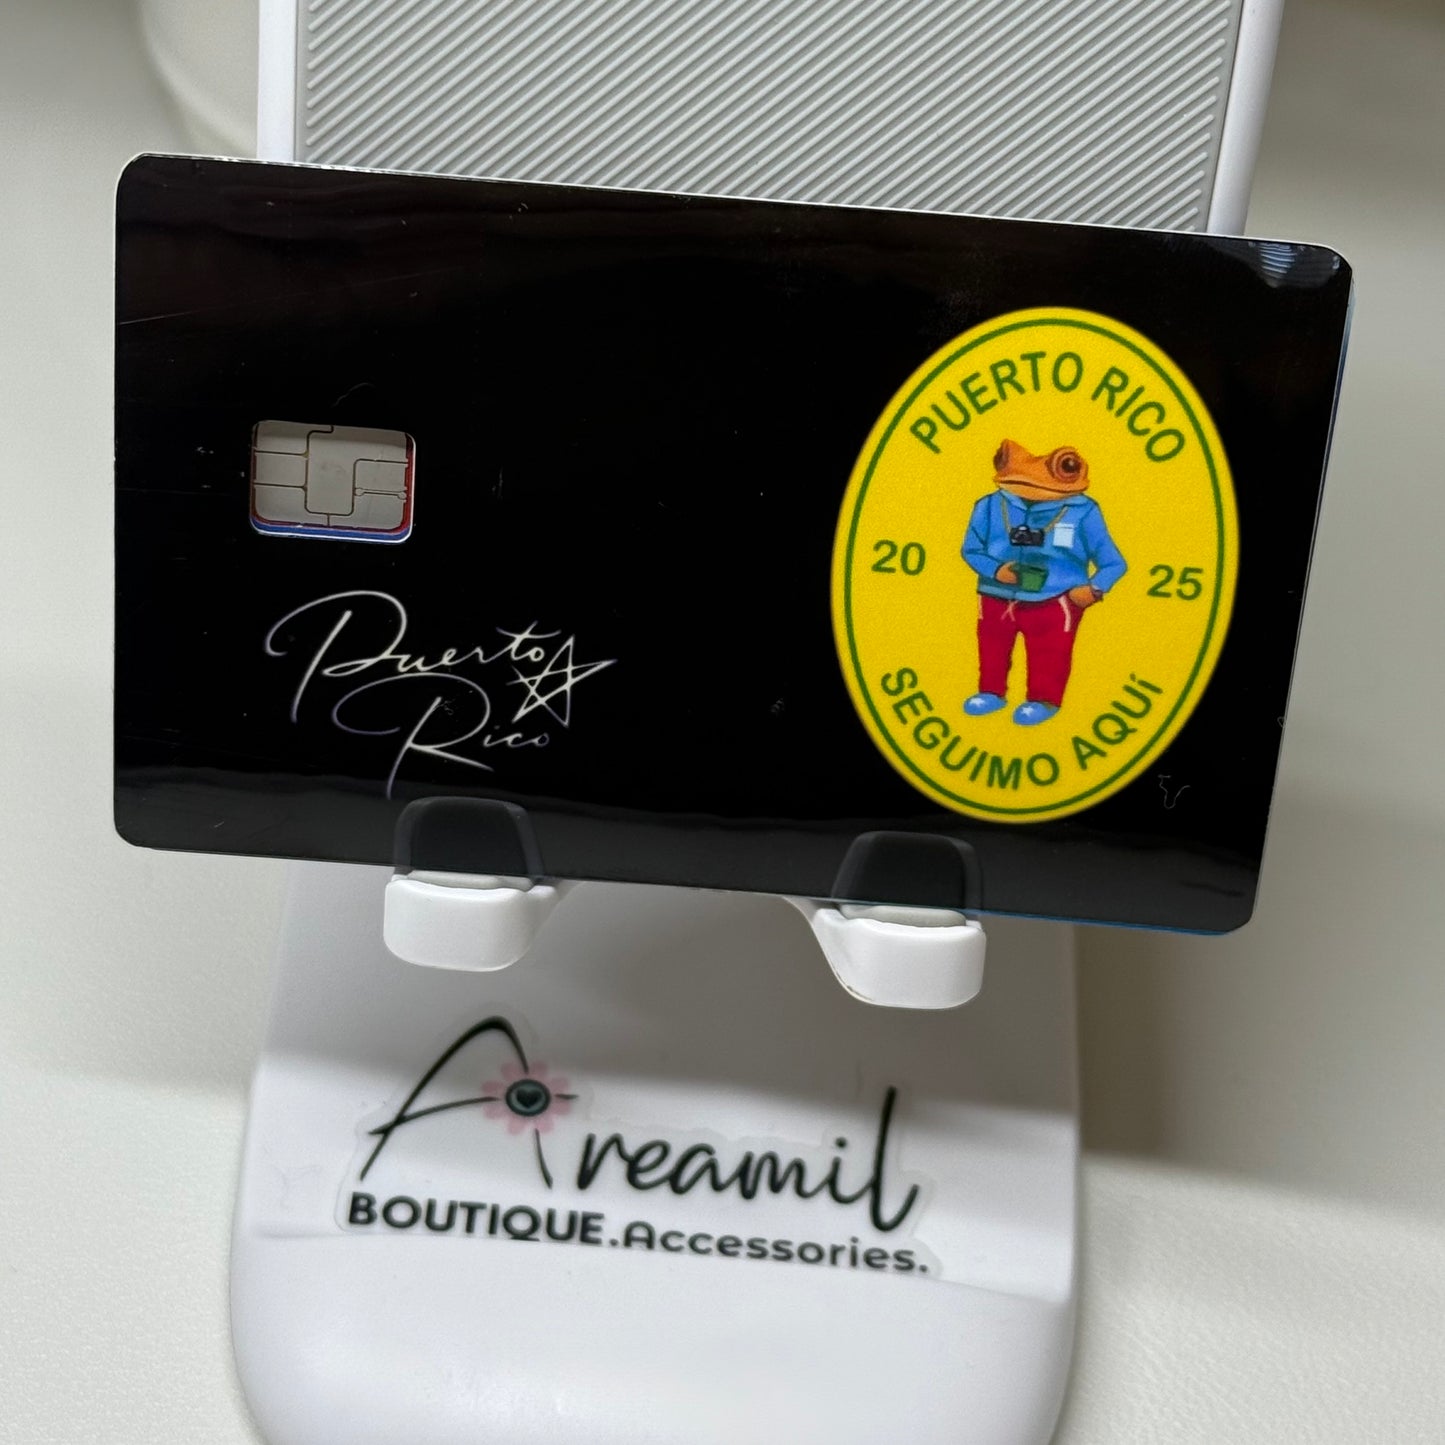 PUERTO RICO
20 25
SEGUIMO AQUí
Puerto
Rico
Areamil
BOUTIQUE.Accessories.